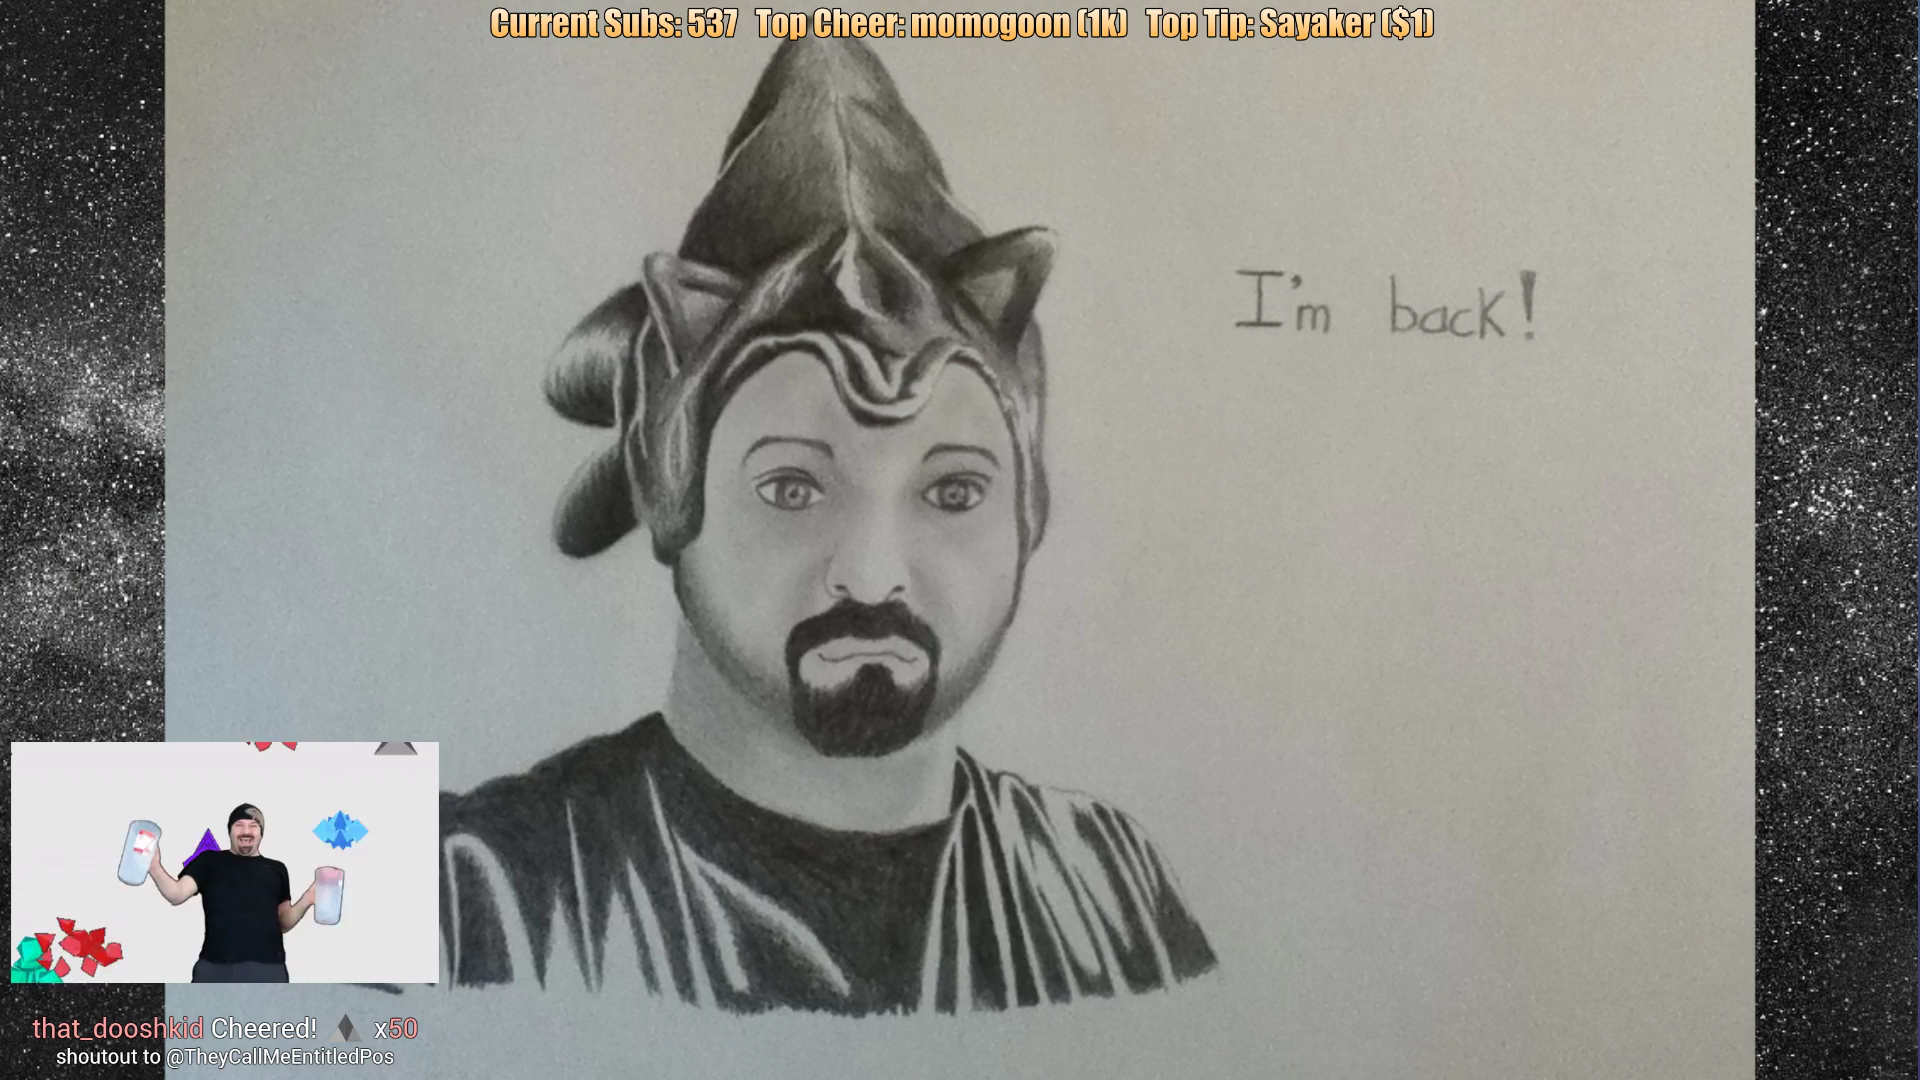 Current Subs: 537 Top Cheer: momogoon (1k) Top Tip: Sayaker ($1)
I'm back!
that_dooshkid Cheered! x50
shoutout to @TheyCallMeEntitledPos